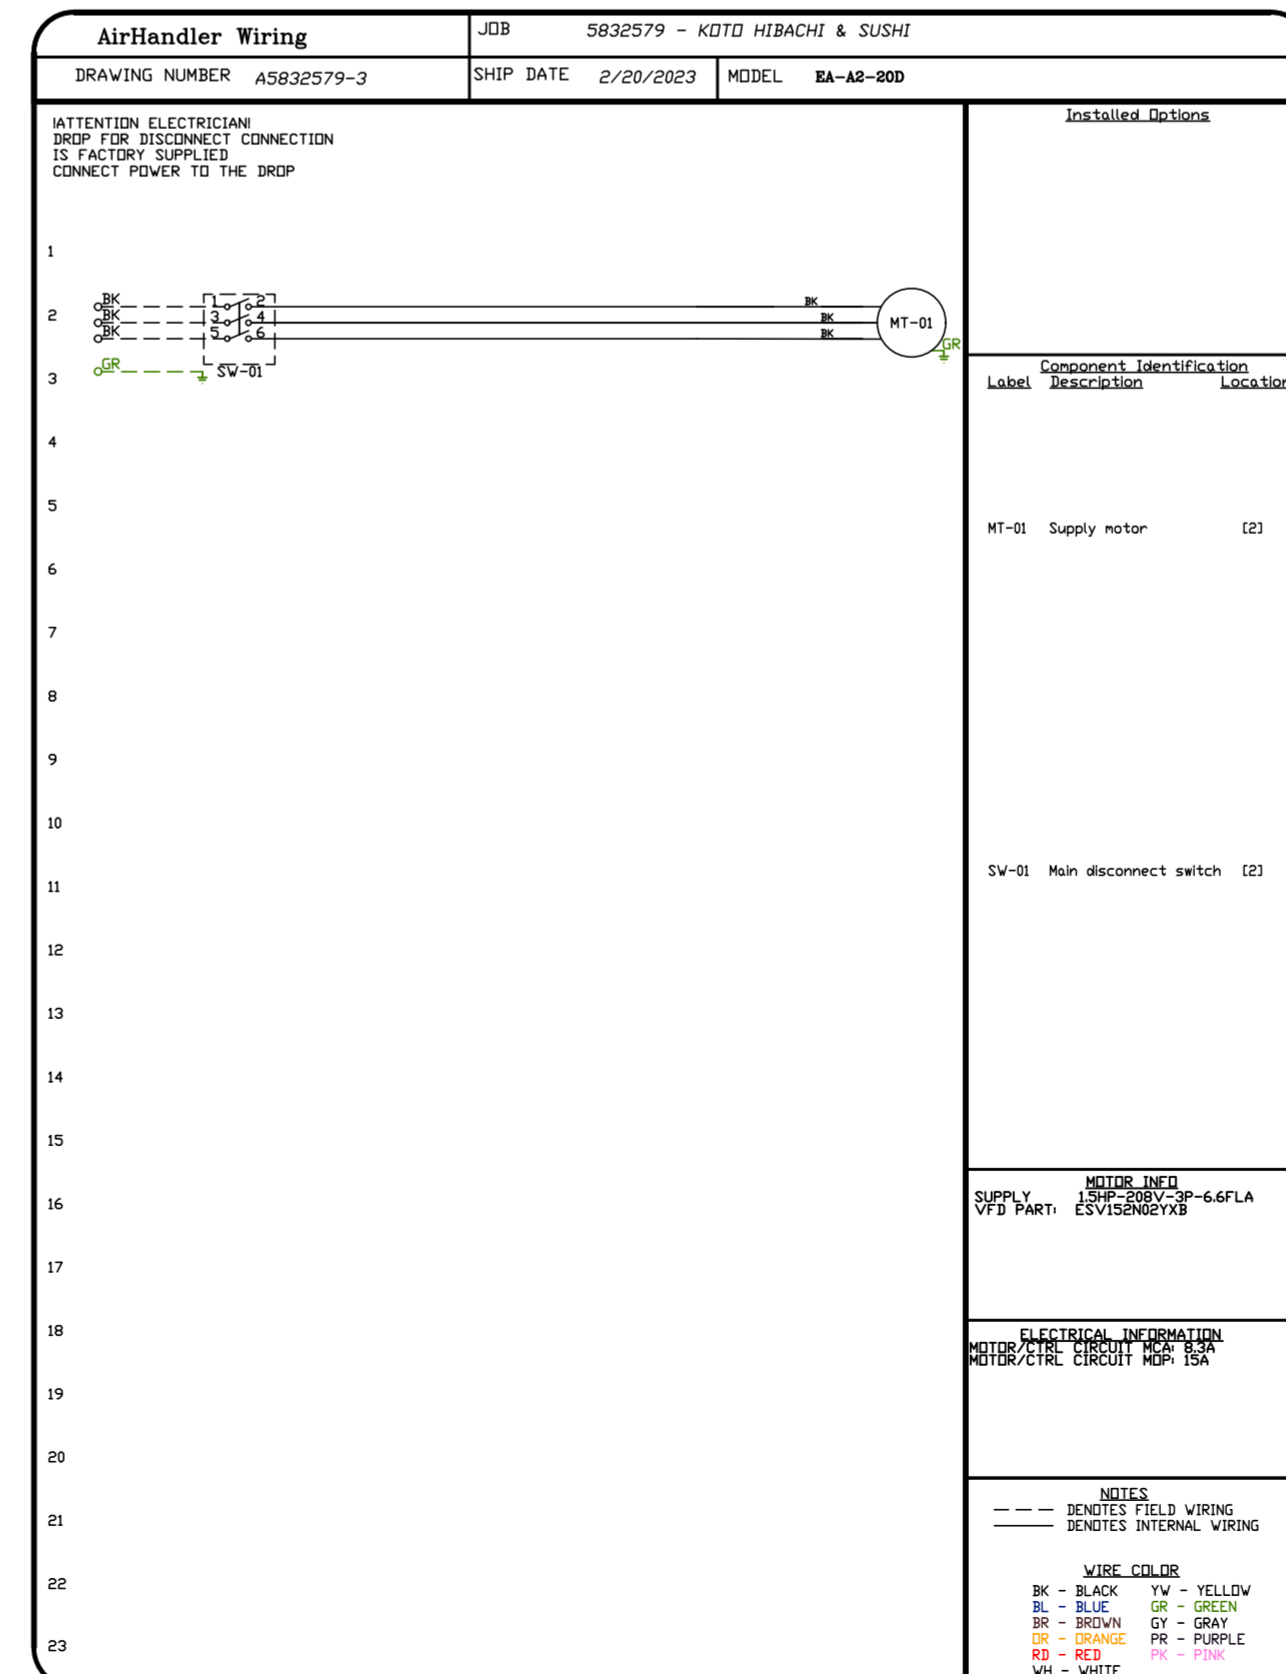 AirHandler Wiring
JOB 5832579 - KOTO HIBACHI & SUSHI
DRAWING NUMBER A5832579-3
SHIP DATE 2/20/2023
MODEL EA-A2-20D
!ATTENTION ELECTRICIAN!
DROP FOR DISCONNECT CONNECTION
IS FACTORY SUPPLIED
CONNECT POWER TO THE DROP
1
2
BK 1 2 BK
BK 3 4 BK
BK 5 6 BK
MT-01
GR
3
GR
SW-01
4
5
6
7
8
9
10
11
12
13
14
15
16
17
18
19
20
21
22
23
Installed Options
Component Identification
Label Description Location
MT-01 Supply motor [2]
SW-01 Main disconnect switch [2]
MOTOR INFO
SUPPLY 1.5HP-208V-3P-6.6FLA
VFD PART: ESV152N02YXB
ELECTRICAL INFORMATION
MOTOR/CTRL CIRCUIT MCA: 8.3A
MOTOR/CTRL CIRCUIT MOP: 15A
NOTES
DENOTES FIELD WIRING
DENOTES INTERNAL WIRING
WIRE COLOR
BK - BLACK YW - YELLOW
BL - BLUE GR - GREEN
BR - BROWN GY - GRAY
OR - ORANGE PR - PURPLE
RD - RED PK - PINK
WH - WHITE